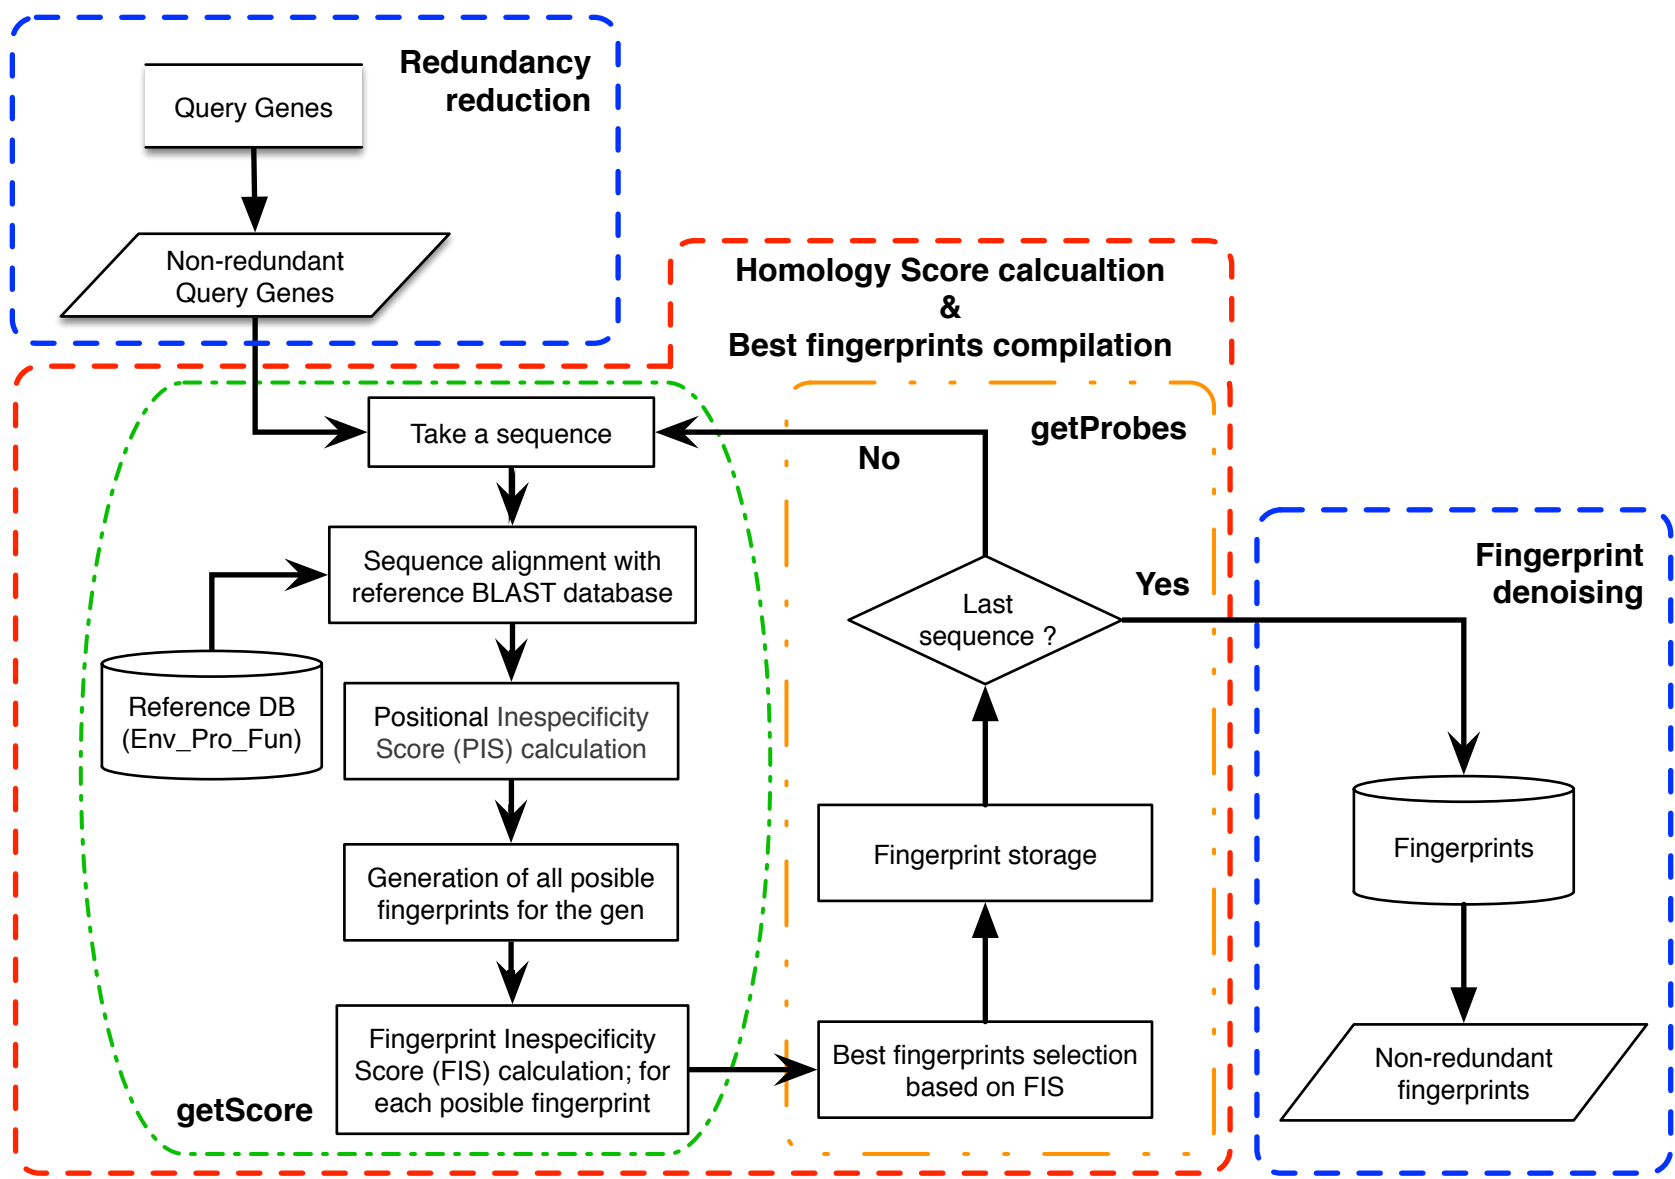 Redundancy
reduction
Query Genes
Non-redundant
Query Genes
Homology Score calcualtion
&
Best fingerprints compilation
getProbes
Take a sequence
No
Sequence alignment with
reference BLAST database
Reference DB
(Env_Pro_Fun)
Positional Inespecificity
Score (PIS) calculation
Generation of all posible
fingerprints for the gen
Fingerprint Inespecificity
Score (FIS) calculation; for
each posible fingerprint
getScore
Best fingerprints selection
based on FIS
Fingerprint storage
Last
sequence ?
Yes
Fingerprint
denoising
Fingerprints
Non-redundant
fingerprints